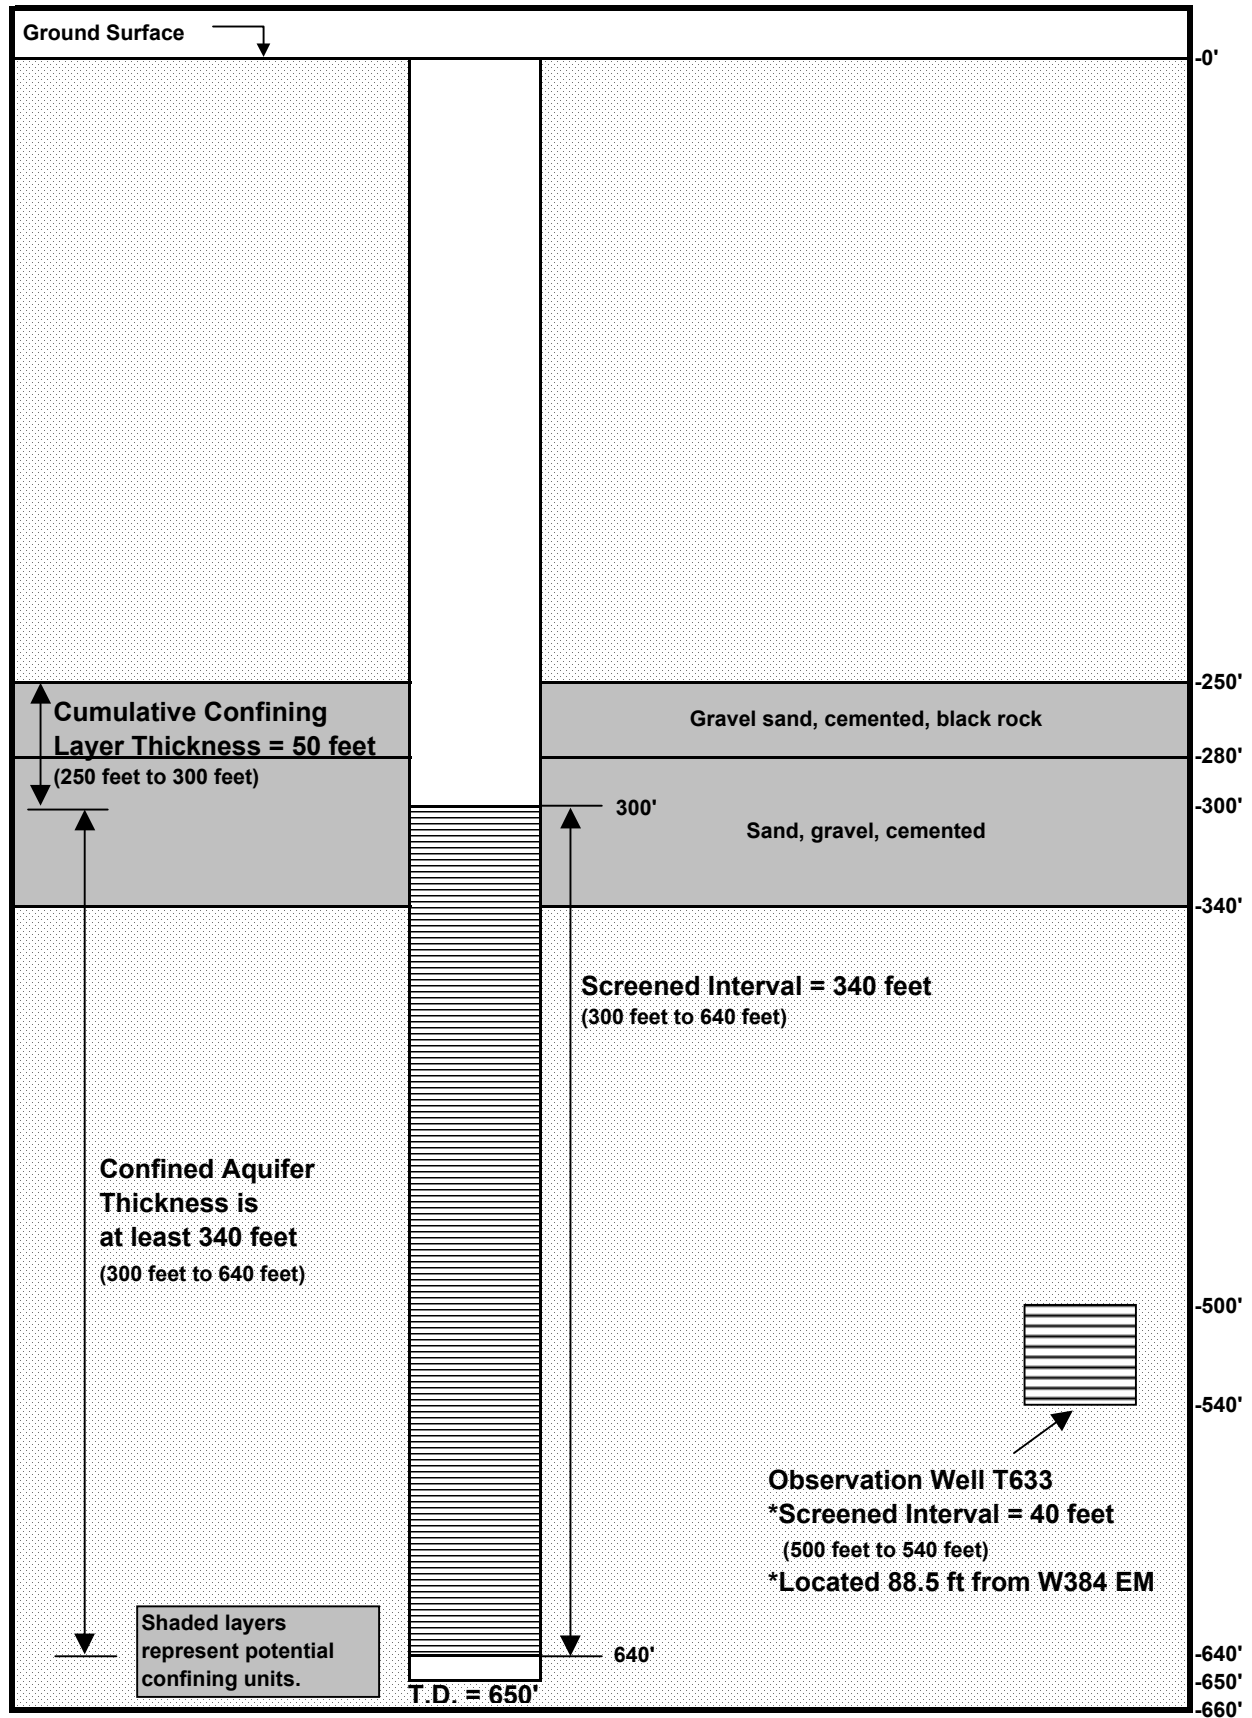 Ground Surface
-0'
-250'
Cumulative Confining
Layer Thickness = 50 feet
(250 feet to 300 feet)
Gravel sand, cemented, black rock
-280'
300'
-300'
Sand, gravel, cemented
-340'
Screened Interval = 340 feet
(300 feet to 640 feet)
Confined Aquifer
Thickness is
at least 340 feet
(300 feet to 640 feet)
-500'
-540'
Observation Well T633
*Screened Interval = 40 feet
(500 feet to 540 feet)
*Located 88.5 ft from W384 EM
Shaded layers
represent potential
confining units.
640'
-640'
-650'
T.D. = 650'
-660'